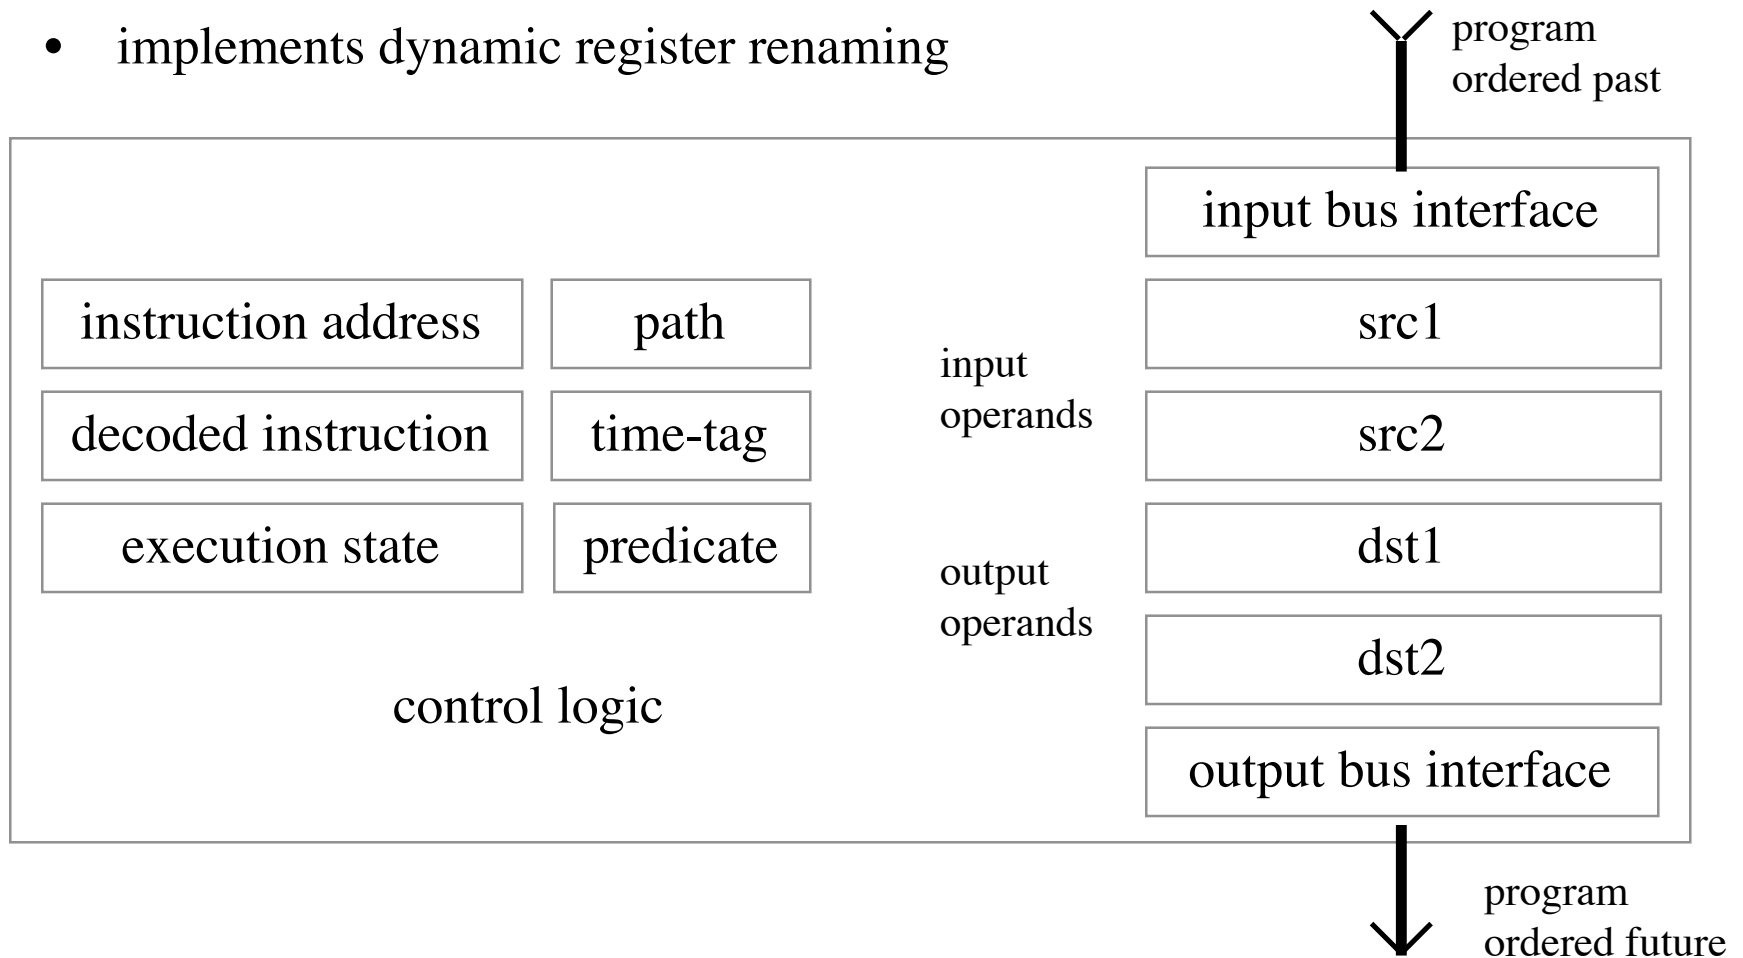 • implements dynamic register renaming
program
ordered past
input bus interface
instruction address
path
input
operands
src1
decoded instruction
time-tag
src2
execution state
predicate
output
operands
dst1
dst2
control logic
output bus interface
program
ordered future